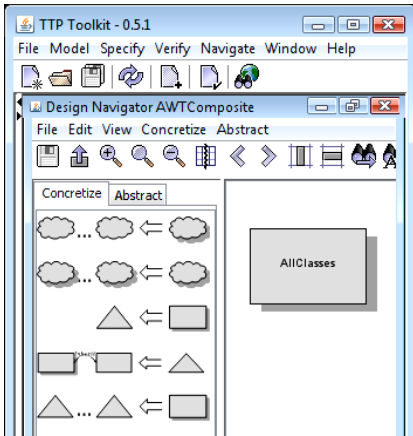 TTP Toolkit - 0.5.1
File Model Specify Verify Navigate Window Help
Design Navigator AWTComposite
File Edit View Concretize Abstract
Concretize Abstract
... 
AllClasses
...
...